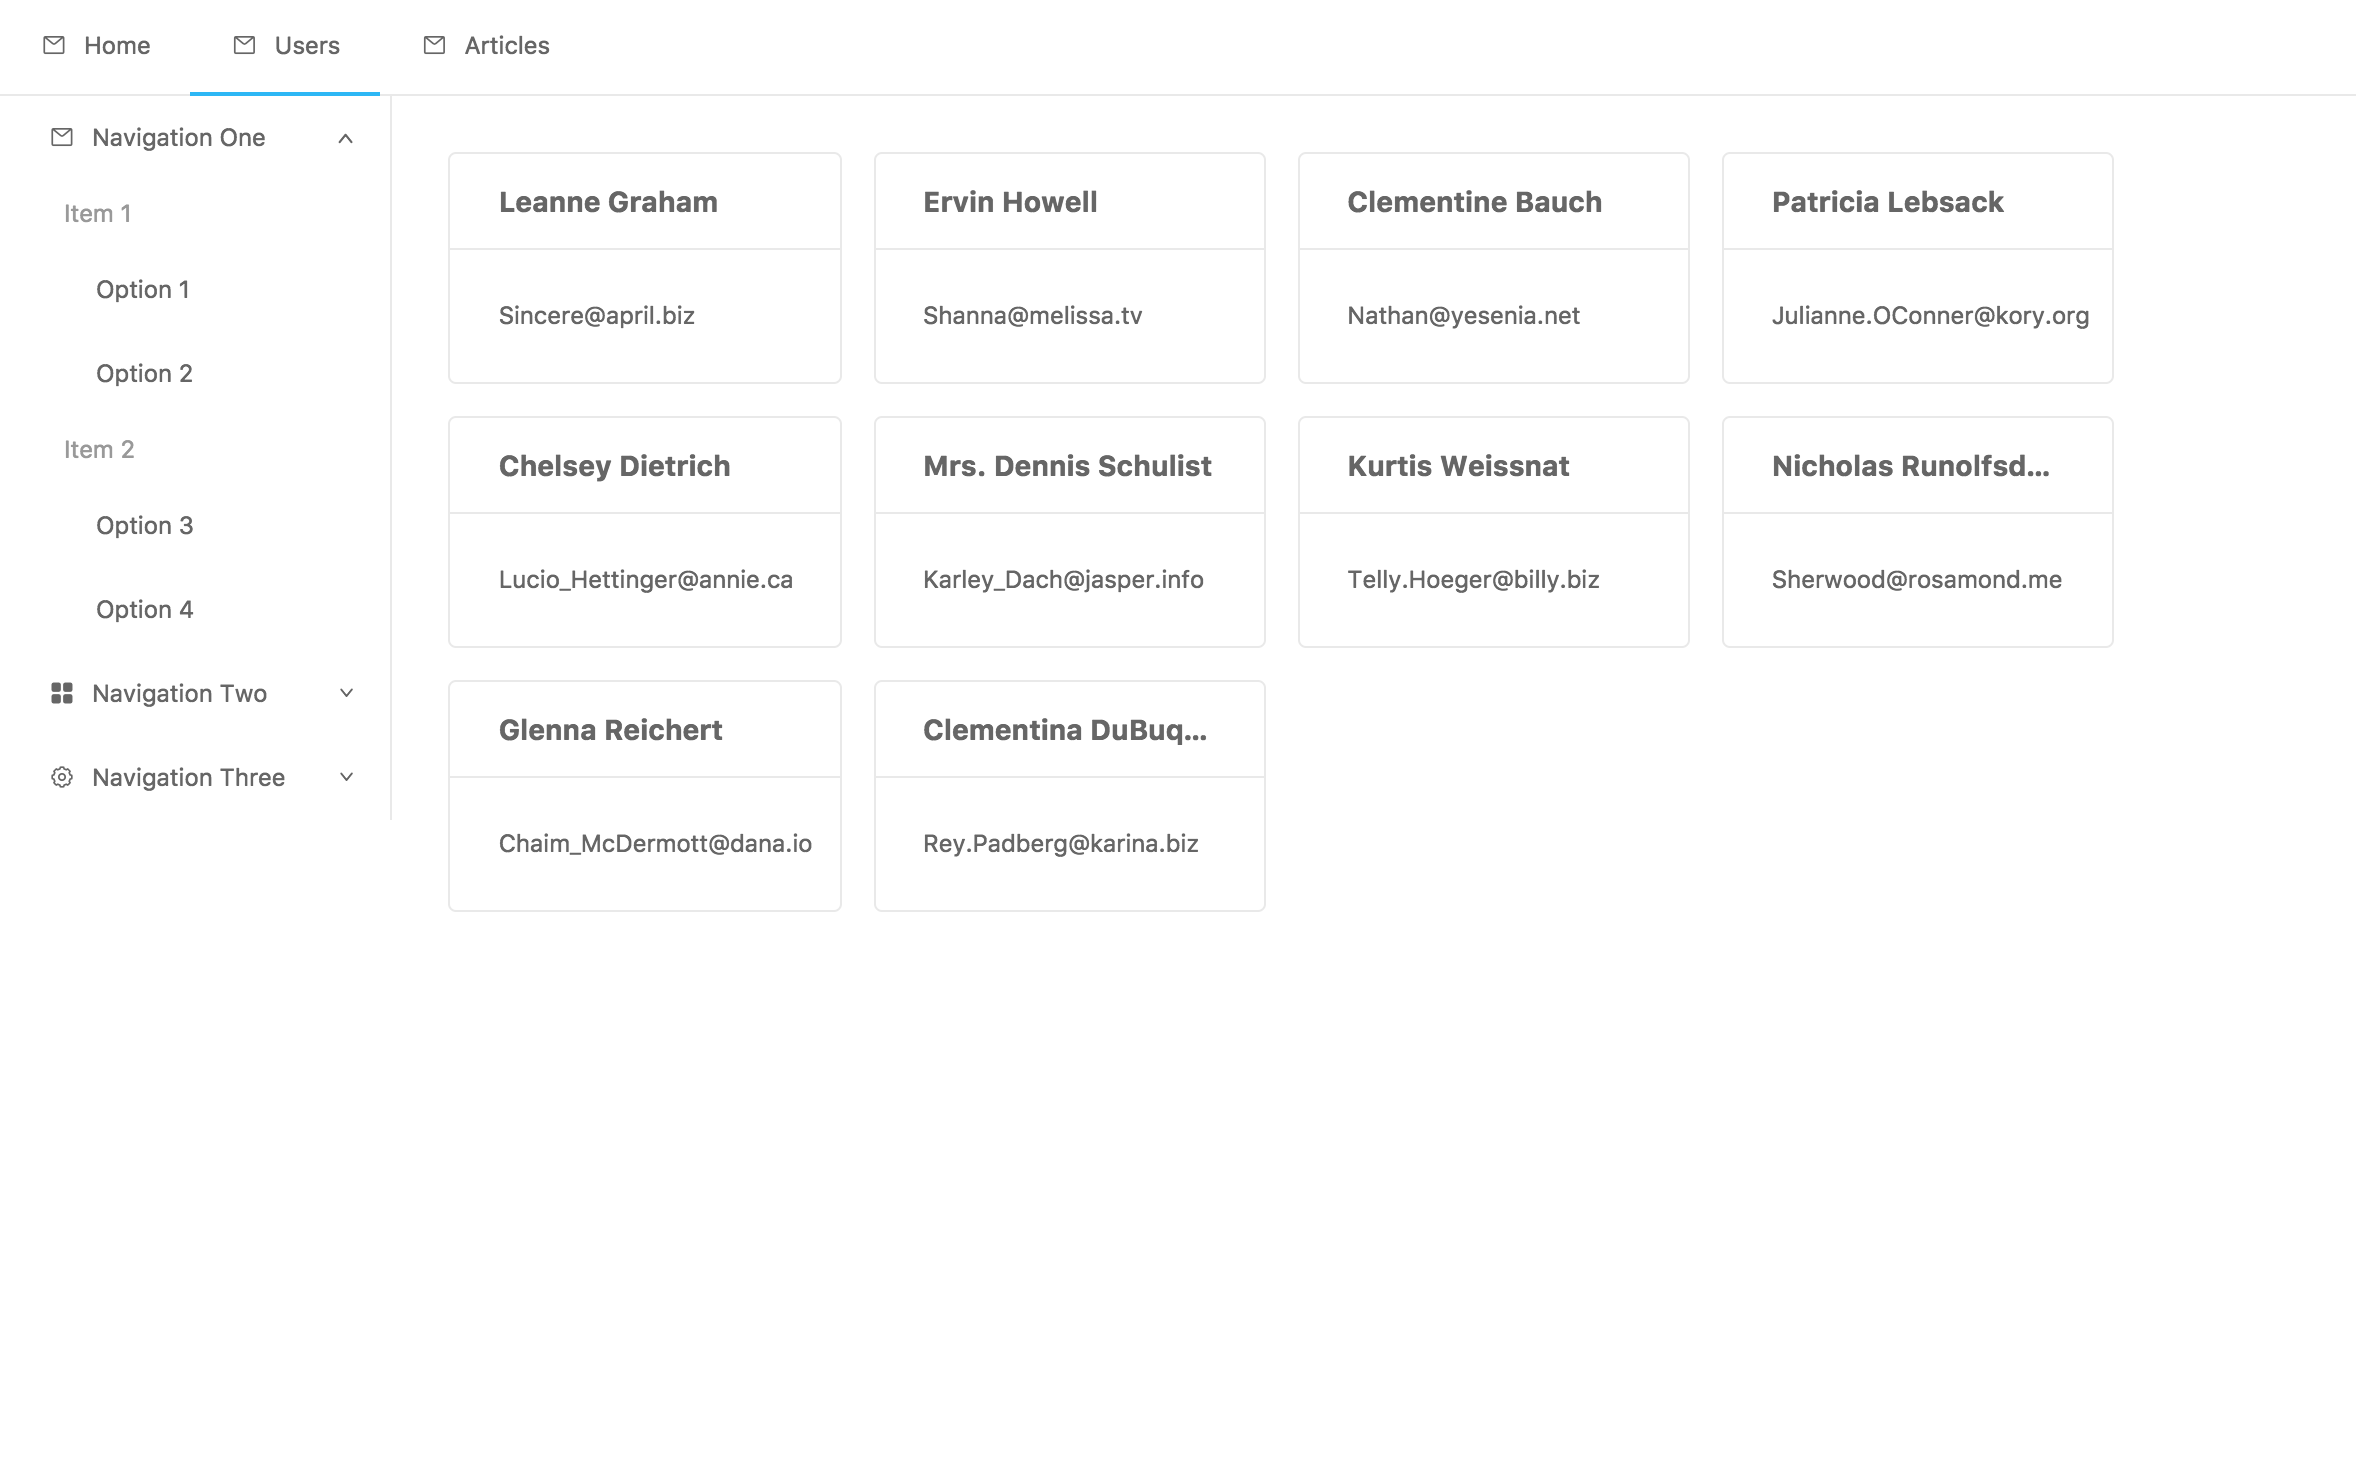 Home
Users
Articles
Navigation One
Item 1
Option 1
Option 2
Item 2
Option 3
Option 4
Navigation Two
Navigation Three
Leanne Graham
Sincere@april.biz
Ervin Howell
Shanna@melissa.tv
Clementine Bauch
Nathan@yesenia.net
Patricia Lebsack
Julianne.OConner@kory.org
Chelsey Dietrich
Lucio_Hettinger@annie.ca
Mrs. Dennis Schulist
Karley_Dach@jasper.info
Kurtis Weissnat
Telly.Hoeger@billy.biz
Nicholas Runolfsd...
Sherwood@rosamond.me
Glenna Reichert
Chaim_McDermott@dana.io
Clementina DuBuq...
Rey.Padberg@karina.biz